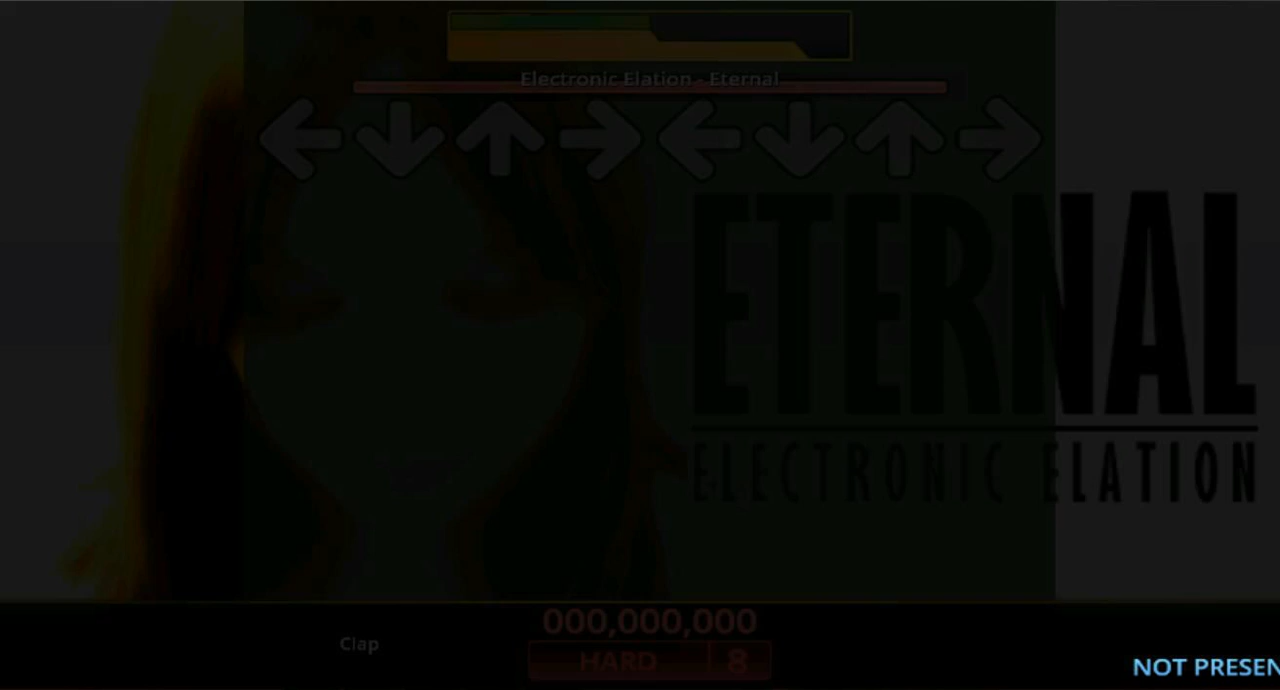 Electronic Elation - Eternal
ETERNAL
ELECTRONIC ELATION
000,000,000
Clap
HARD 8
NOT PRESEN